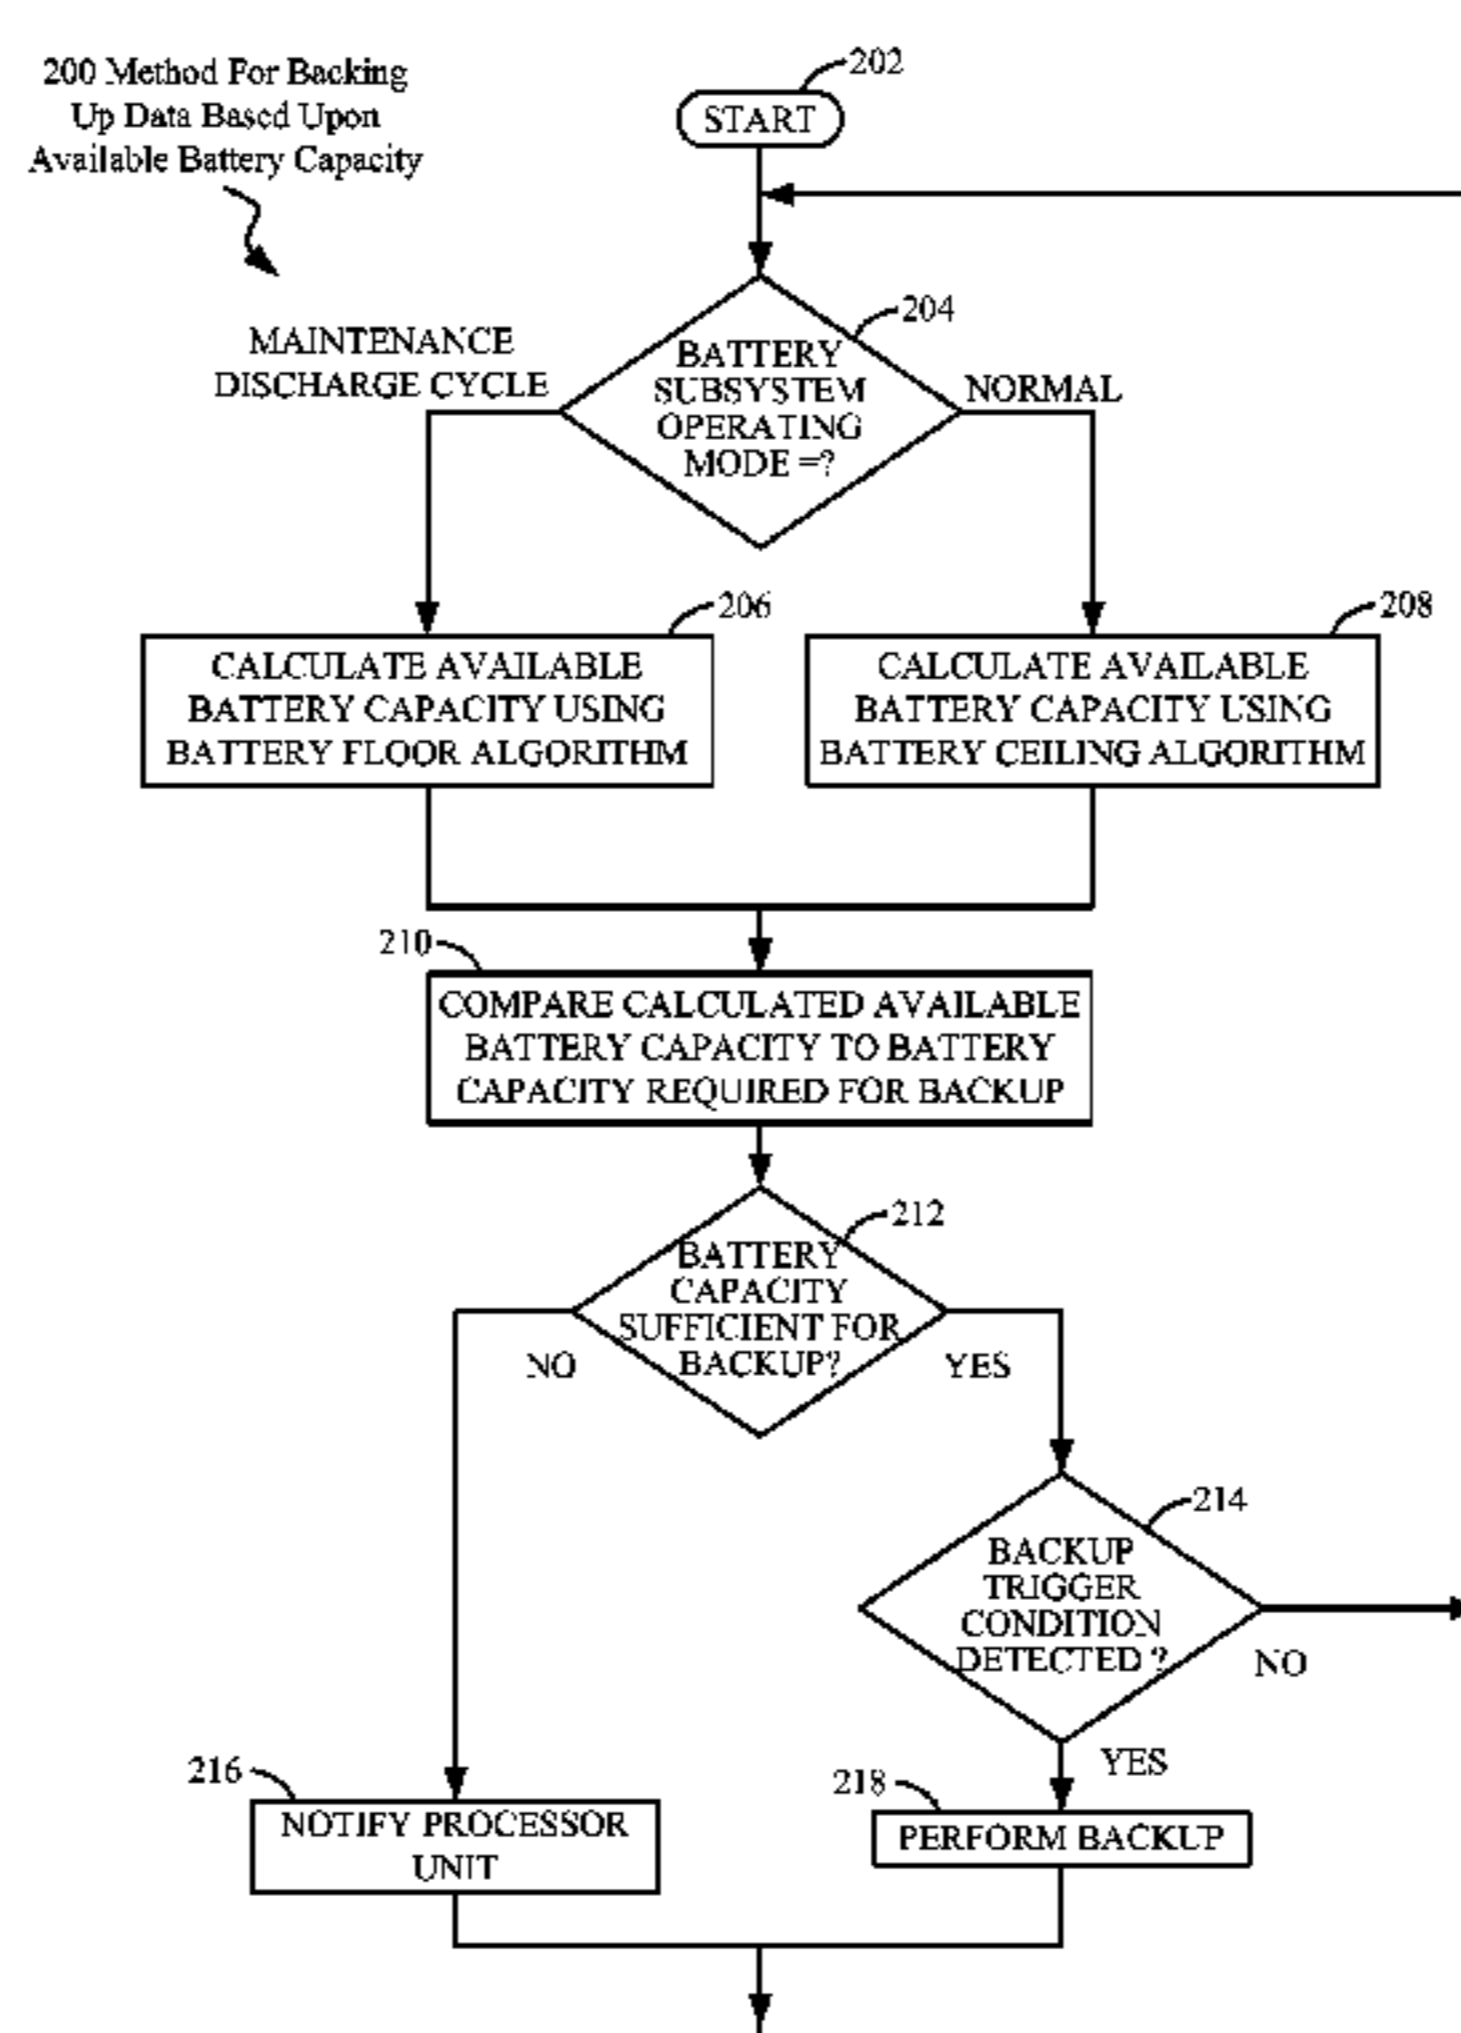 200 Method For Backing
Up Data Based Upon
Available Battery Capacity
202
START
204
BATTERY
SUBSYSTEM
OPERATING
MODE =?
MAINTENANCE
DISCHARGE CYCLE
NORMAL
206
CALCULATE AVAILABLE
BATTERY CAPACITY USING
BATTERY FLOOR ALGORITHM
208
CALCULATE AVAILABLE
BATTERY CAPACITY USING
BATTERY CEILING ALGORITHM
210
COMPARE CALCULATED AVAILABLE
BATTERY CAPACITY TO BATTERY
CAPACITY REQUIRED FOR BACKUP
212
BATTERY
CAPACITY
SUFFICIENT FOR
BACKUP?
NO
YES
214
BACKUP
TRIGGER
CONDITION
DETECTED ?
NO
YES
216
NOTIFY PROCESSOR
UNIT
218
PERFORM BACKUP